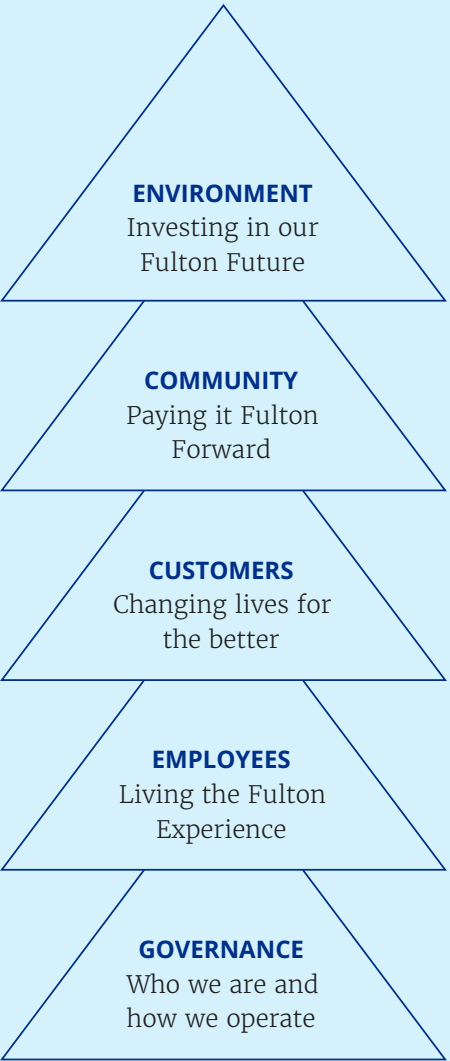 ENVIRONMENT
Investing in our
Fulton Future
COMMUNITY
Paying it Fulton
Forward
CUSTOMERS
Changing lives for
the better
EMPLOYEES
Living the Fulton
Experience
GOVERNANCE
Who we are and
how we operate